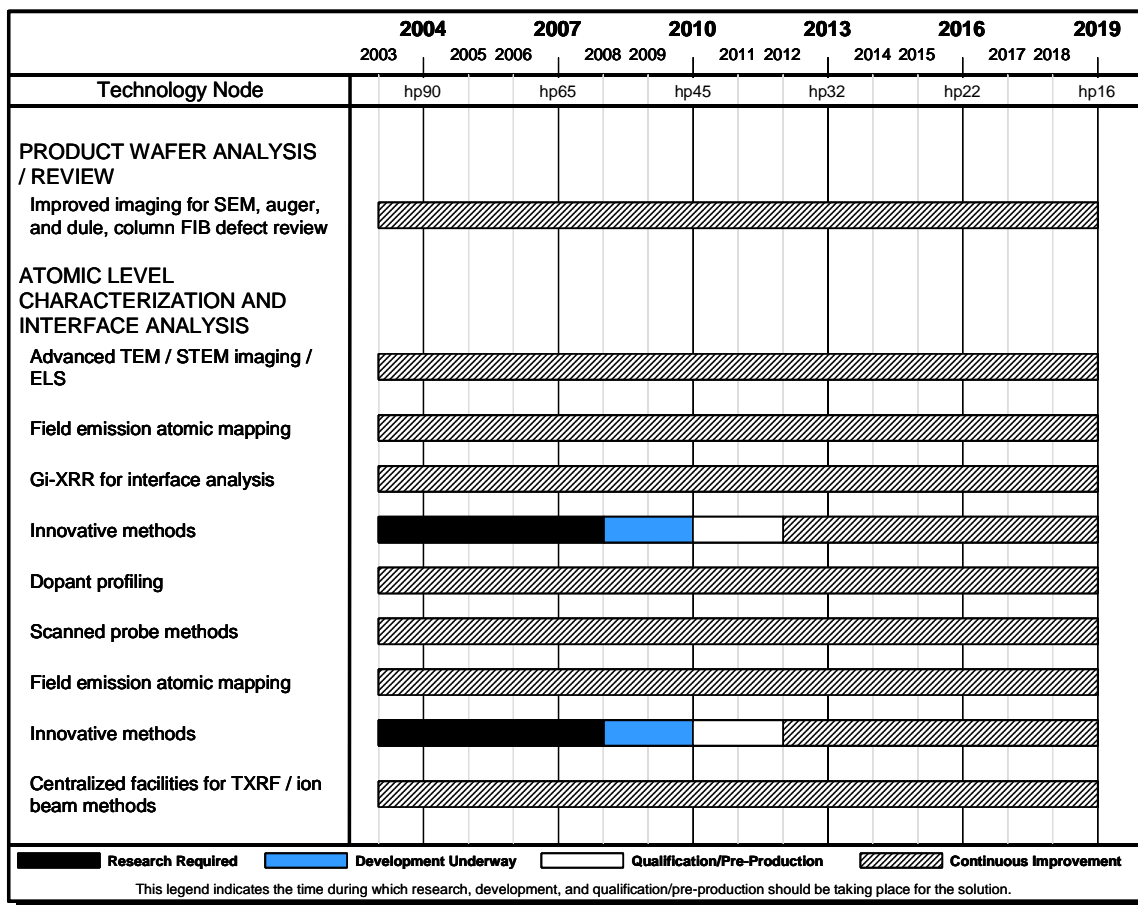 2004 2007 2010 2013 2016 2019
2003 2005 2006 2008 2009 2011 2012 2014 2015 2017 2018
Technology Node hp90 hp65 hp45 hp32 hp22 hp16
PRODUCT WAFER ANALYSIS
/ REVIEW
Improved imaging for SEM, auger,
and dule, column FIB defect review
ATOMIC LEVEL
CHARACTERIZATION AND
INTERFACE ANALYSIS
Advanced TEM / STEM imaging /
ELS
Field emission atomic mapping
Gi-XRR for interface analysis
Innovative methods
Dopant profiling
Scanned probe methods
Field emission atomic mapping
Innovative methods
Centralized facilities for TXRF / ion
beam methods
Research Required Development Underway Qualification/Pre-Production Continuous Improvement
This legend indicates the time during which research, development, and qualification/pre-production should be taking place for the solution.